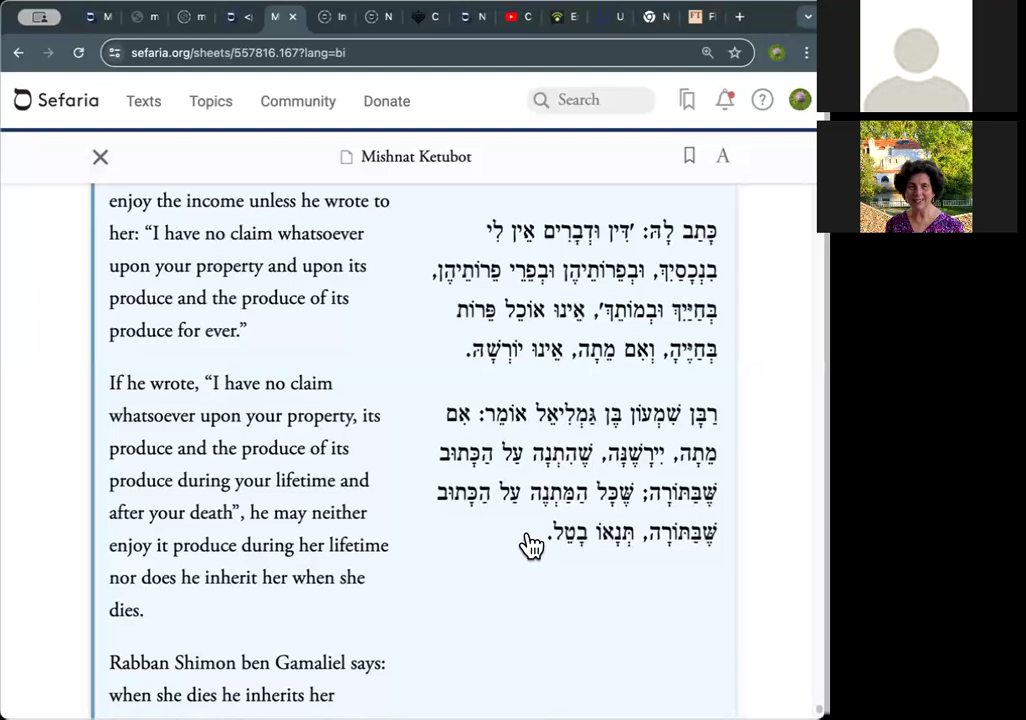 M
m
m
<
M
In
N
C
N
C
E
U
N
FT
Fi
sefaria.org/sheets/557816.167?lang=bi
Sefaria
Texts
Topics
Community
Donate
Search
Mishnat Ketubot
A
enjoy the income unless he wrote to
her: “I have no claim whatsoever
upon your property and upon its
produce and the produce of its
produce for ever.”
If he wrote, “I have no claim
whatsoever upon your property, its
produce and the produce of its
produce during your lifetime and
after your death”, he may neither
enjoy it produce during her lifetime
nor does he inherit her when she
dies.
Rabban Shimon ben Gamaliel says:
when she dies he inherits her
כָּתַב לָהּ: 'דִּין וּדְבָרִים אֵין לִי
בִנְכָסַיִךְ, וּבְפֵרוֹתֵיהֶן וּבְפֵרֵי פֵרוֹתֵיהֶן,
בְּחַיַּיִךְ וּבְמוֹתֵךְ', אֵינוּ אוֹכֵל פֵּרוֹת
בְּחַיֶּיהָ, וְאִם מֵתָה, אֵינוּ יוֹרְשָׁהּ.
רַבָּן שִׁמְעוֹן בֶּן גַּמְלִיאֵל אוֹמֵר: אִם
מֵתָה, יִירָשֶׁנָּה, שֶׁהִתְנָה עַל הַכָּתוּב
שֶׁבַּתּוֹרָה; שֶׁכָּל הַמַּתְנֶה עַל הַכָּתוּב
שֶׁבַּתּוֹרָה, תְּנָאוֹ בָטֵל.